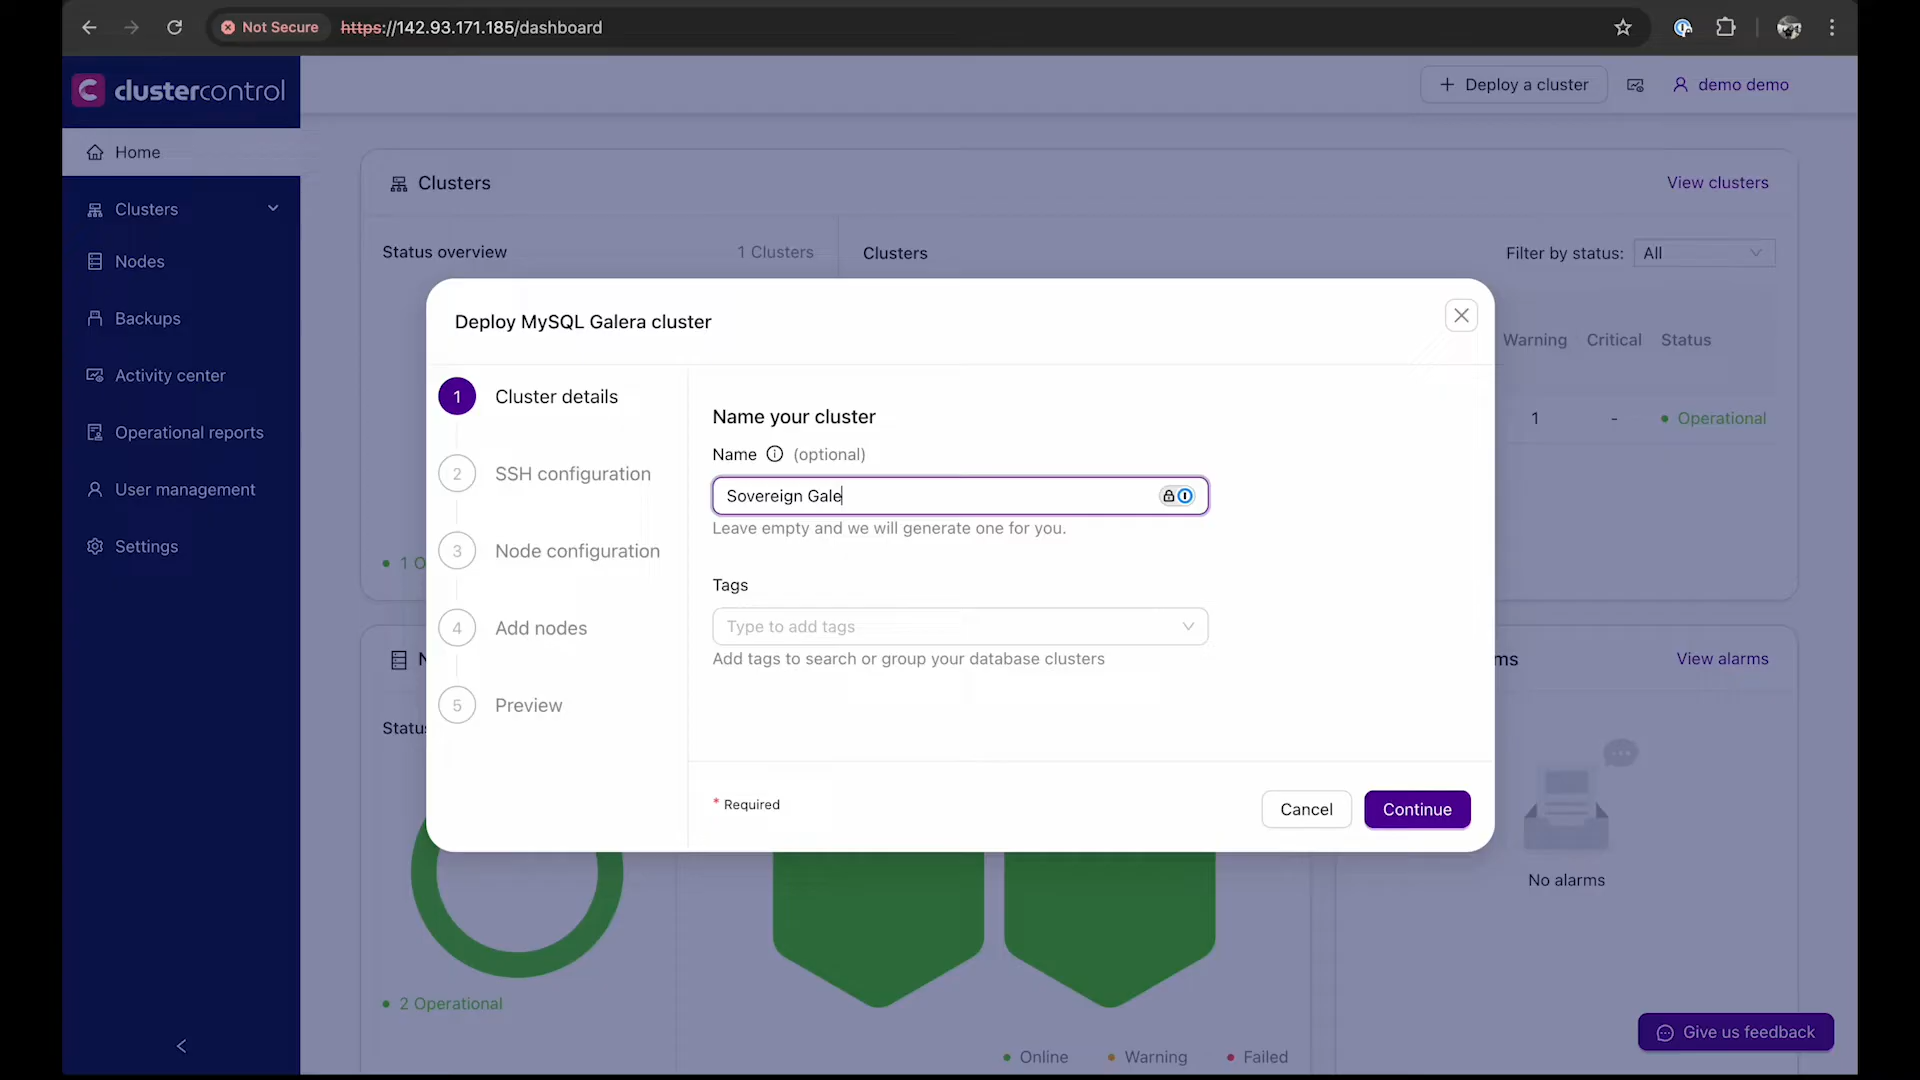 Not Secure https://142.93.171.185/dashboard
clustercontrol
Deploy a cluster
demo demo
Home
Clusters
Nodes
Backups
Activity center
Operational reports
User management
Settings
Clusters
View clusters
Status overview
1 Clusters
Clusters
Filter by status:
All
Warning Critical Status
1 - Operational
Deploy MySQL Galera cluster
1 Cluster details
2 SSH configuration
3 Node configuration
4 Add nodes
5 Preview
Name your cluster
Name (optional)
Sovereign Gale
Leave empty and we will generate one for you.
Tags
Type to add tags
Add tags to search or group your database clusters
* Required
Cancel
Continue
1 O
N
Statu
ms
View alarms
No alarms
2 Operational
Online Warning Failed
Give us feedback